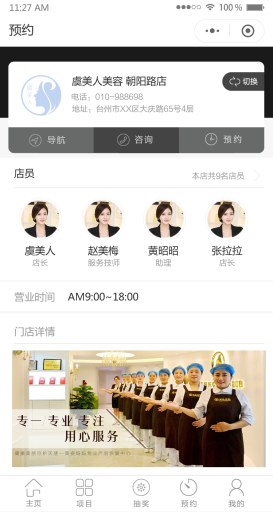 11:27 AM
100%
预约
虞美人美容 朝阳路店
切换
电话：010-988698
地址：台州市XX区大庆路65号4层
导航
咨询
预约
店员
本店共9名店员
虞美人
赵美梅
黄昭昭
张拉拉
店长
服务技师
助理
店长
营业时间 AM9:00~18:00
门店详情
专一 专业 专注
用心服务
主页
项目
抽奖
预约
我的